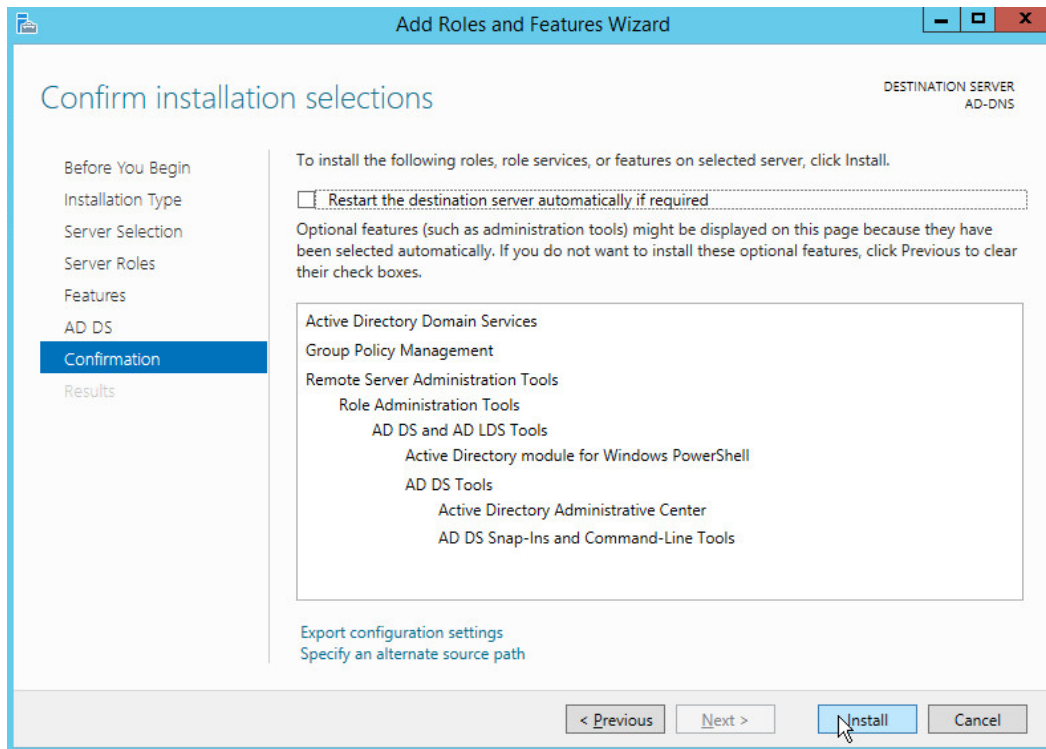 Add Roles and Features Wizard
X
Confirm installation selections
DESTINATION SERVER
AD-DNS
Before You Begin
Installation Type
Server Selection
Server Roles
Features
AD DS
Confirmation
Results
To install the following roles, role services, or features on selected server, click Install.
Restart the destination server automatically if required
Optional features (such as administration tools) might be displayed on this page because they have
been selected automatically. If you do not want to install these optional features, click Previous to clear
their check boxes.
Active Directory Domain Services
Group Policy Management
Remote Server Administration Tools
Role Administration Tools
AD DS and AD LDS Tools
Active Directory module for Windows PowerShell
AD DS Tools
Active Directory Administrative Center
AD DS Snap-Ins and Command-Line Tools
Export configuration settings
Specify an alternate source path
< Previous
Next >
Install
Cancel